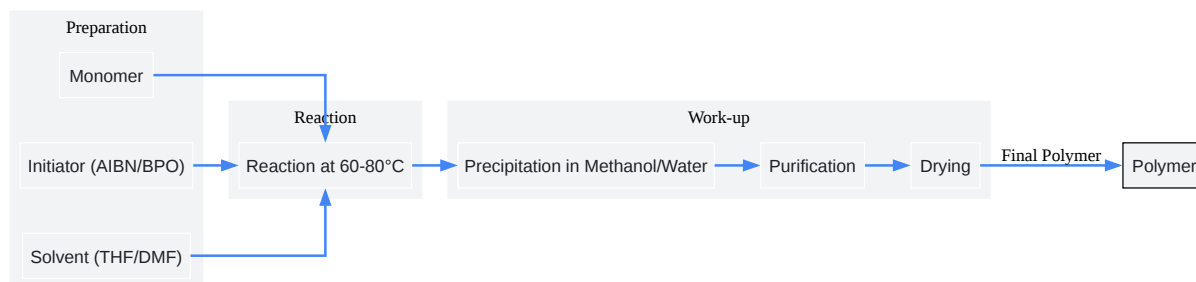 Preparation
Monomer
Initiator (AIBN/BPO)
Solvent (THF/DMF)
Reaction
Reaction at 60-80°C
Work-up
Precipitation in Methanol/Water
Purification
Drying
Final Polymer
Polymer